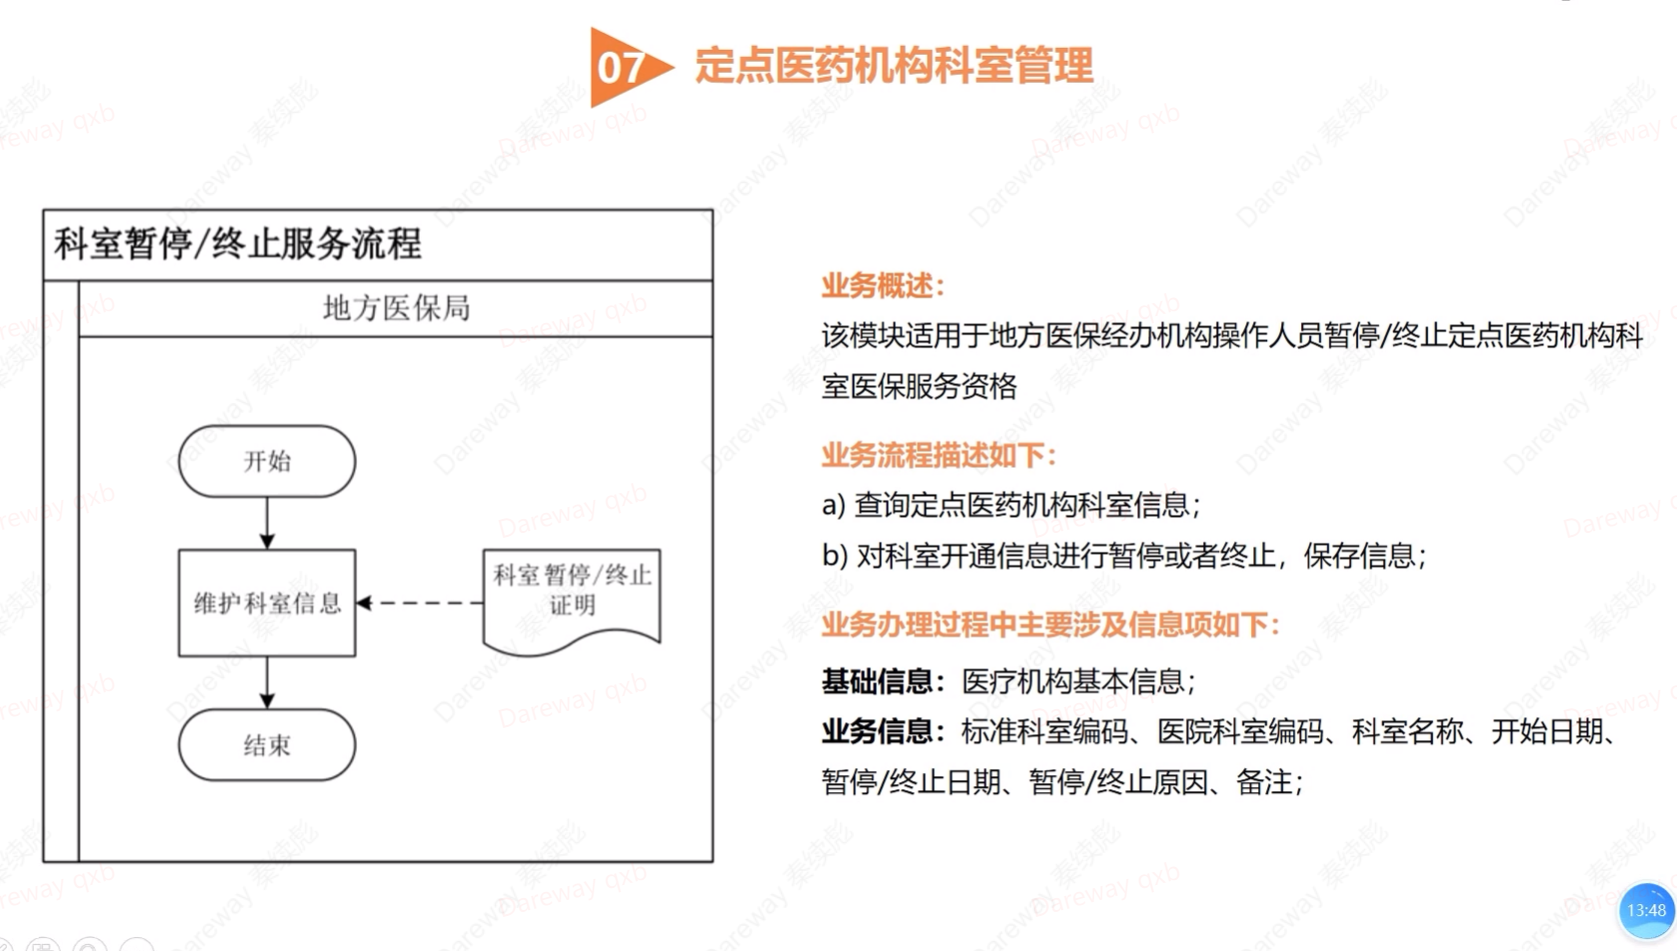 07
定点医药机构科室管理
科室暂停/终止服务流程
地方医保局
开始
维护科室信息
科室暂停/终止
证明
结束
业务概述：
该模块适用于地方医保经办机构操作人员暂停/终止定点医药机构科
室医保服务资格
业务流程描述如下：
a) 查询定点医药机构科室信息；
b) 对科室开通信息进行暂停或者终止，保存信息；
业务办理过程中主要涉及信息项如下：
基础信息：医疗机构基本信息；
业务信息：标准科室编码、医院科室编码、科室名称、开始日期、
暂停/终止日期、暂停/终止原因、备注；
13:48
Dareway 秦续彪
Dareway qxb